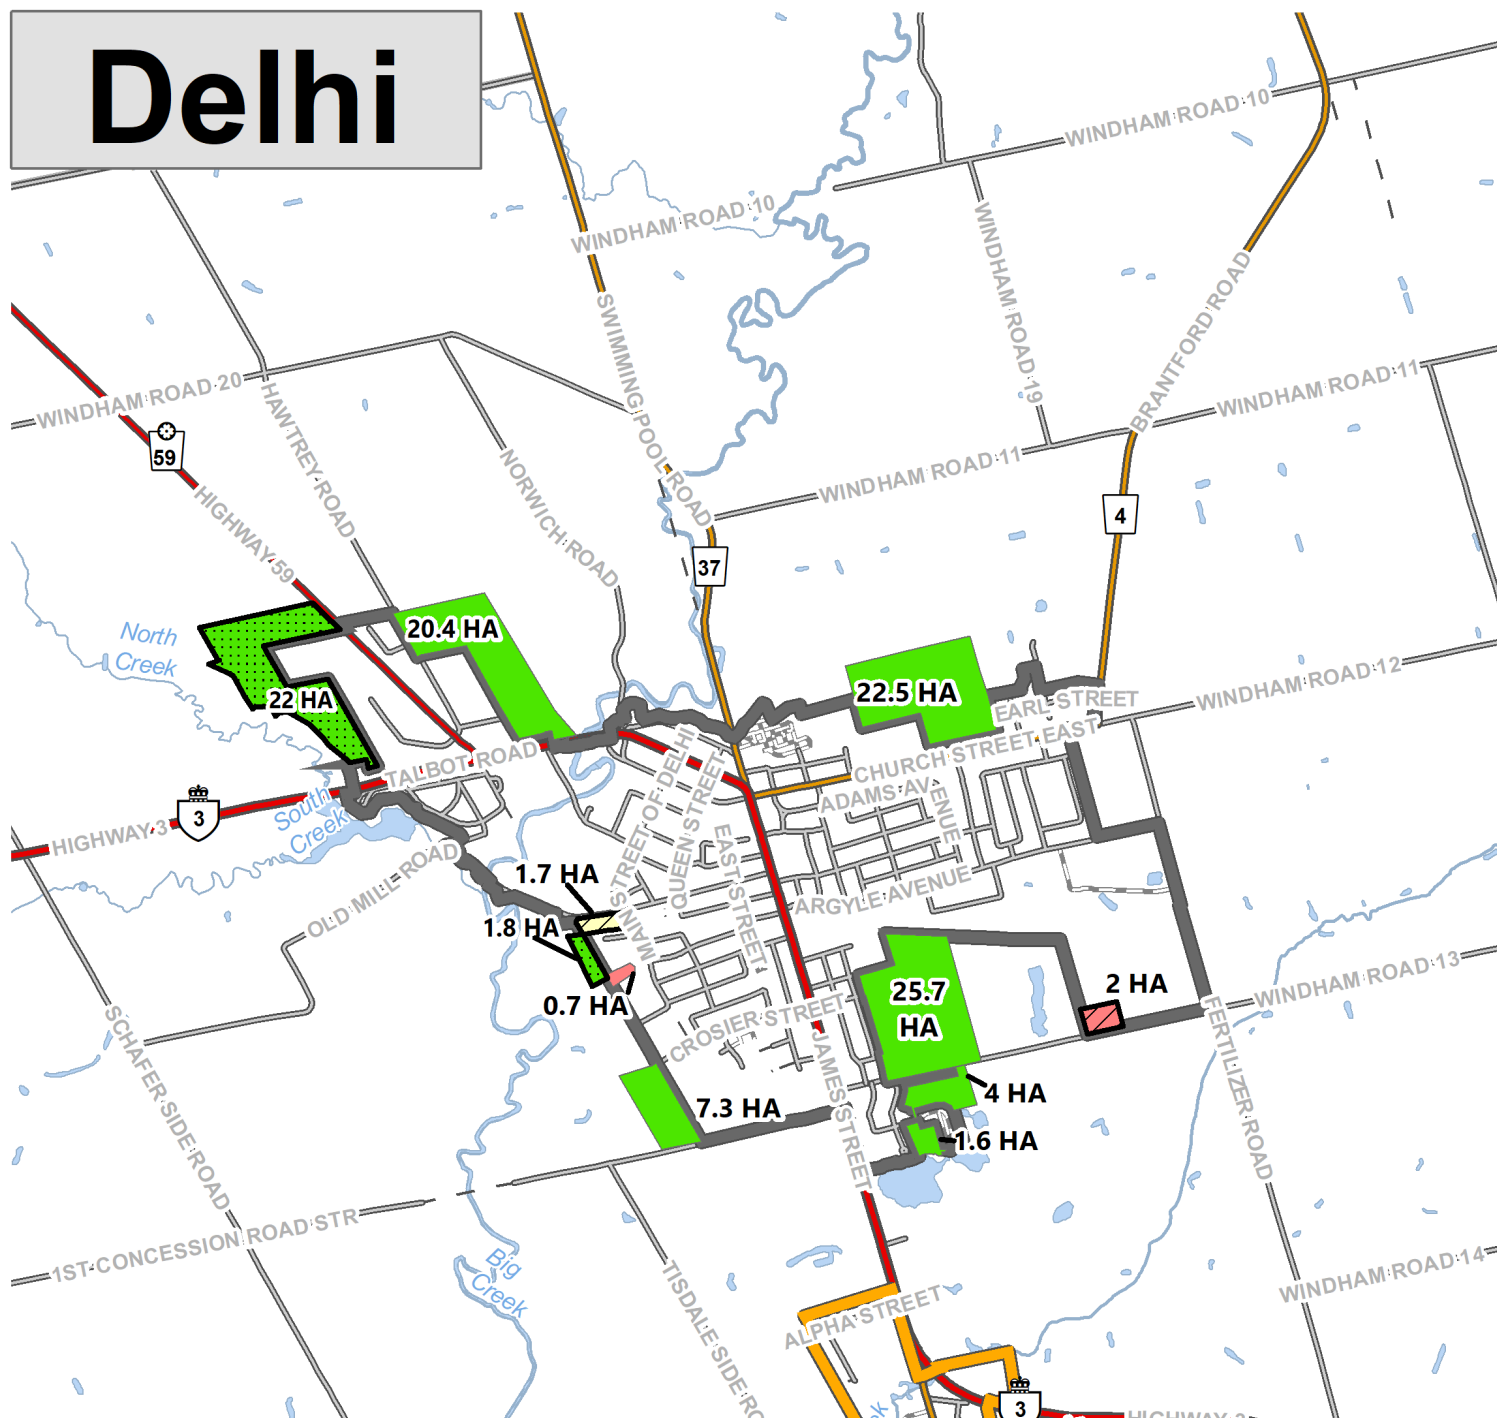 Delhi
WINDHAM ROAD 10
WINDHAM ROAD 10
WINDHAM ROAD 19
BRANTFORD ROAD
SWIMMING POOL ROAD
WINDHAM ROAD 20
HAWTREY ROAD
WINDHAM ROAD 11
59
NORWICH ROAD
WINDHAM ROAD 11
HIGHWAY 59
4
37
North
Creek
20.4 HA
22 HA
22.5 HA
EARL STREET
WINDHAM ROAD 12
TALBOT ROAD
CHURCH STREET EAST
ADAMS AVENUE
MAIN STREET OF DELHI
QUEEN STREET
EAST STREET
HIGHWAY 3
3
South
Creek
OLD MILL ROAD
1.7 HA
ARGYLE AVENUE
1.8 HA
0.7 HA
25.7
HA
2 HA
WINDHAM ROAD 13
SCHAFER SIDE ROAD
CROSIER STREET
JAMES STREET
FERTILIZER ROAD
7.3 HA
4 HA
1.6 HA
1ST CONCESSION ROAD STR
Big
Creek
TISDALE SIDE RO
ALPHA STREET
WINDHAM ROAD 14
3
HIGHWAY 3